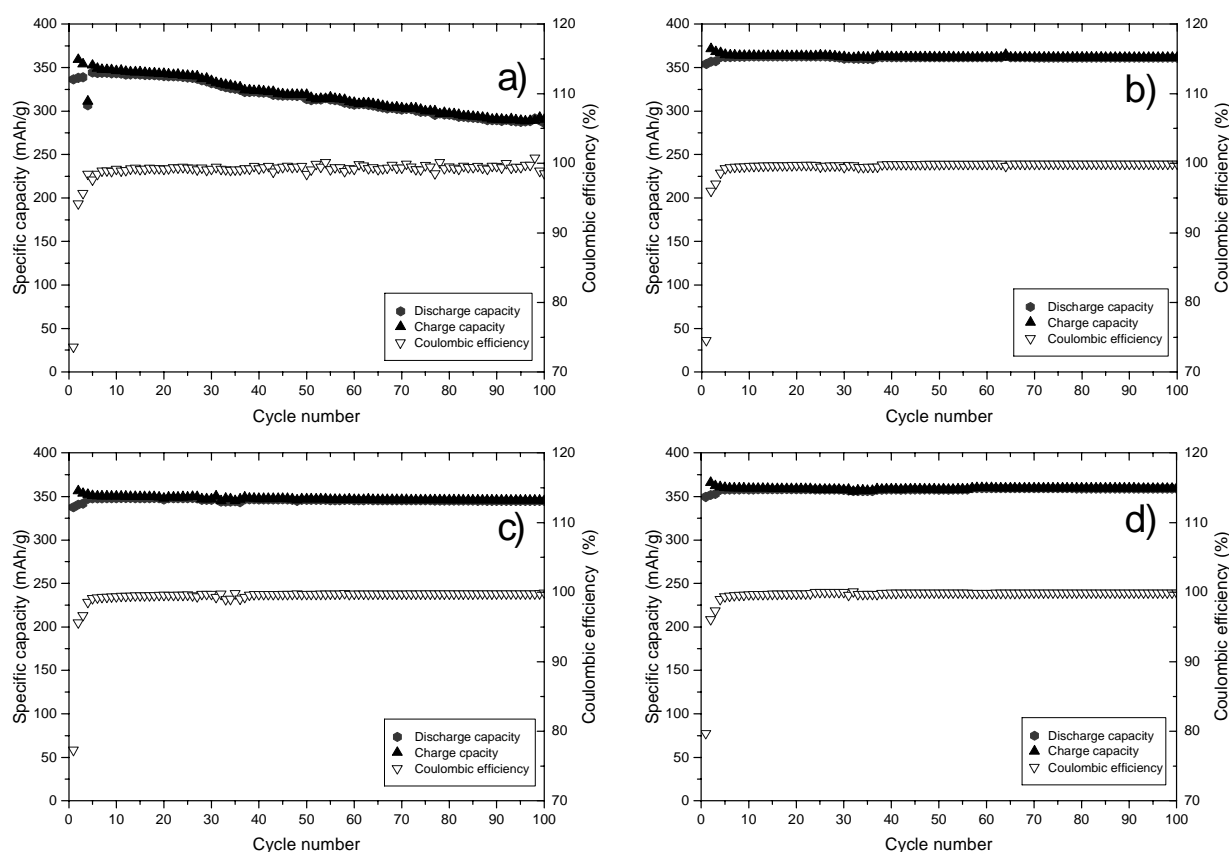 400
350
300
250
200
150
100
50
0
120
110
100
90
80
70
0 10 20 30 40 50 60 70 80 90 100
Specific capacity (mAh/g)
Coulombic efficiency (%)
Cycle number
a)
Discharge capacity
Charge capacity
Coulombic efficiency
400
350
300
250
200
150
100
50
0
120
110
100
90
80
70
0 10 20 30 40 50 60 70 80 90 100
Specific capacity (mAh/g)
Coulombic efficiency (%)
Cycle number
b)
Discharge capacity
Charge capacity
Coulombic efficiency
400
350
300
250
200
150
100
50
0
120
110
100
90
80
70
0 10 20 30 40 50 60 70 80 90 100
Specific capacity (mAh/g)
Coulombic efficiency (%)
Cycle number
c)
Discharge capacity
Charge cpacity
Coulombic efficiency
400
350
300
250
200
150
100
50
0
120
110
100
90
80
70
0 10 20 30 40 50 60 70 80 90 100
Specific capacity (mAh/g)
Coulombic efficiency (%)
Cycle number
d)
Discharge capacity
Charge capacity
Coulombic efficiency